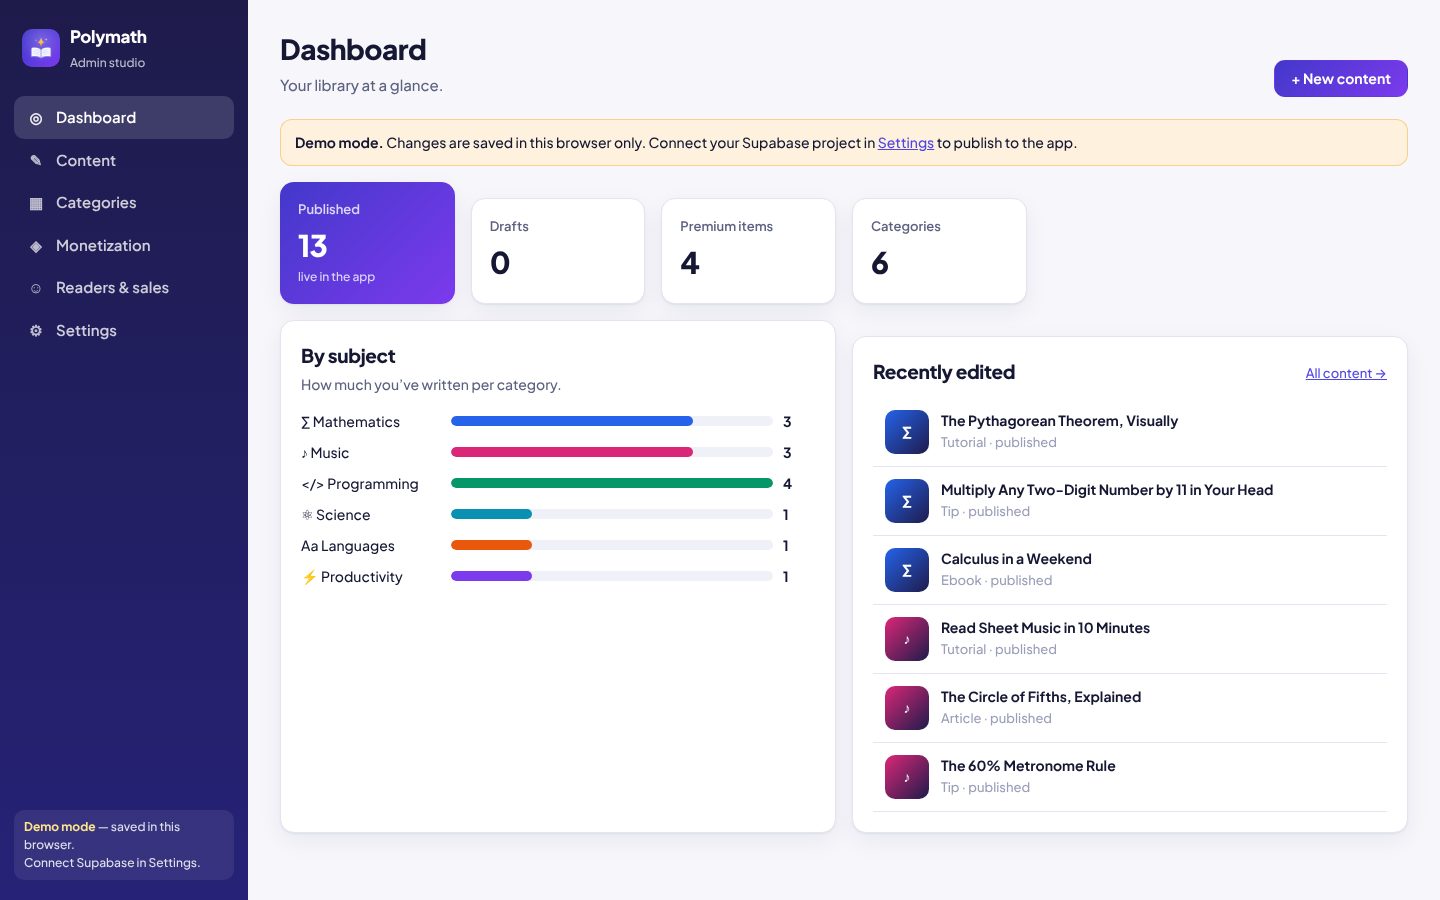 Polymath
Admin studio
◎ Dashboard
✎ Content
▦ Categories
◈ Monetization
☺ Readers & sales
⚙ Settings
Demo mode — saved in this
browser.
Connect Supabase in Settings.
Dashboard
Your library at a glance.
+ New content
Demo mode. Changes are saved in this browser only. Connect your Supabase project in Settings to publish to the app.
Published
13
live in the app
Drafts
0
Premium items
4
Categories
6
By subject
How much you’ve written per category.
∑ Mathematics 3
♪ Music 3
</> Programming 4
⚛ Science 1
Aa Languages 1
⚡ Productivity 1
Recently edited
All content →
∑
The Pythagorean Theorem, Visually
Tutorial · published
∑
Multiply Any Two-Digit Number by 11 in Your Head
Tip · published
∑
Calculus in a Weekend
Ebook · published
♪
Read Sheet Music in 10 Minutes
Tutorial · published
♪
The Circle of Fifths, Explained
Article · published
♪
The 60% Metronome Rule
Tip · published